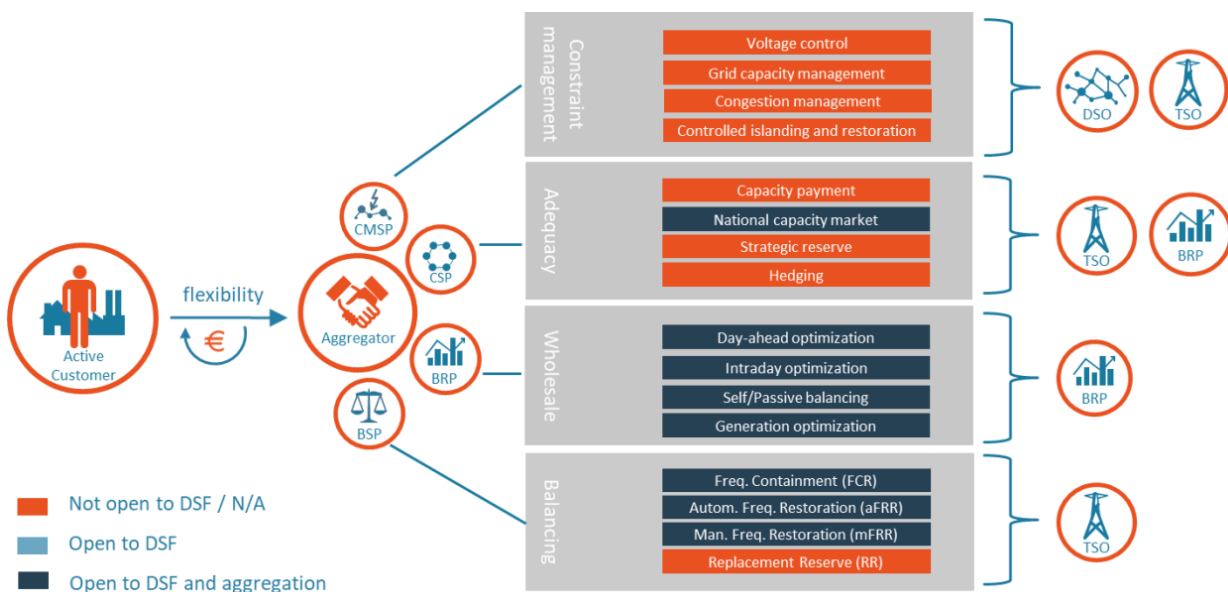 Constraint
management
Voltage control
Grid capacity management
Congestion management
Controlled islanding and restoration
DSO
TSO
CMSP
Adequacy
Capacity payment
National capacity market
Strategic reserve
Hedging
TSO
BRP
CSP
flexibility
€
Active
Customer
Aggregator
Wholesale
Day-ahead optimization
Intraday optimization
Self/Passive balancing
Generation optimization
BRP
BRP
BSP
Balancing
Freq. Containment (FCR)
Autom. Freq. Restoration (aFRR)
Man. Freq. Restoration (mFRR)
Replacement Reserve (RR)
TSO
Not open to DSF / N/A
Open to DSF
Open to DSF and aggregation